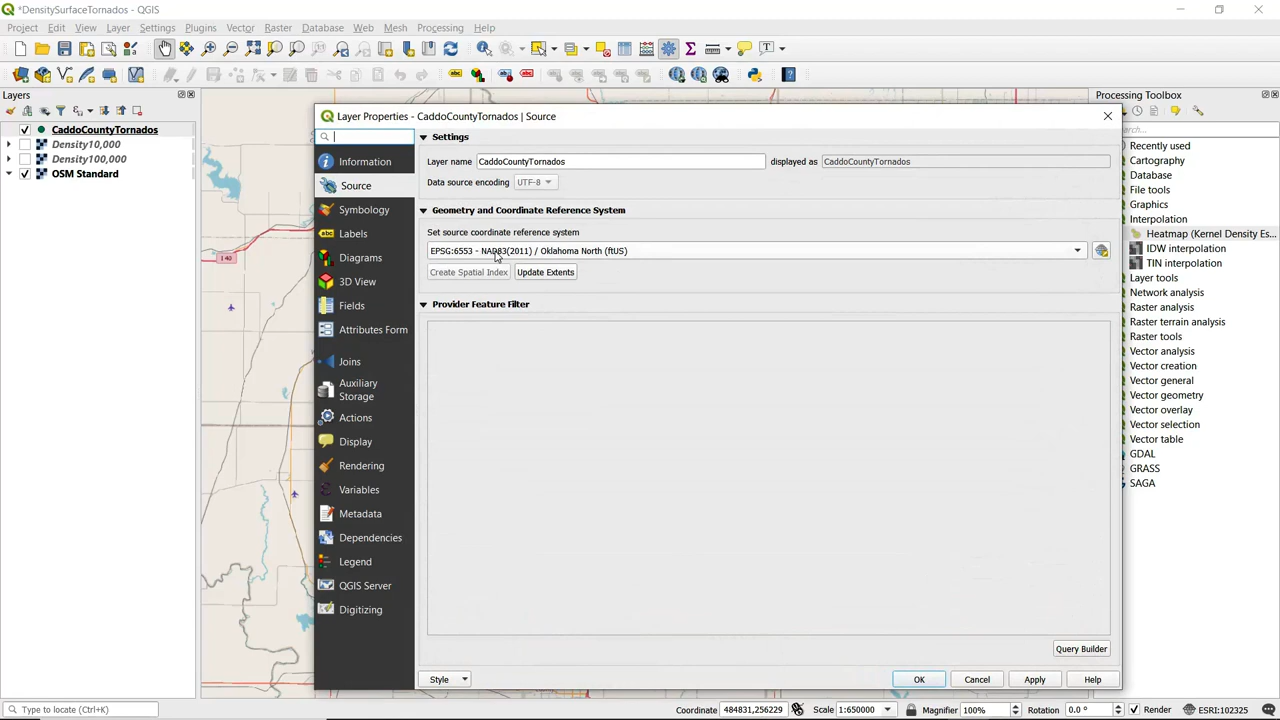 *DensitySurfaceTornados - QGIS
Project Edit View Layer Settings Plugins Vector Raster Database Web Mesh Processing Help
Layers
CaddoCountyTornados
Density10,000
Density100,000
OSM Standard
I 40
Layer Properties - CaddoCountyTornados | Source
Information
Source
Symbology
Labels
Diagrams
3D View
Fields
Attributes Form
Joins
Auxiliary
Storage
Actions
Display
Rendering
Variables
Metadata
Dependencies
Legend
QGIS Server
Digitizing
Settings
Layer name CaddoCountyTornados displayed as CaddoCountyTornados
Data source encoding UTF-8
Geometry and Coordinate Reference System
Set source coordinate reference system
EPSG:6553 - NAD83(2011) / Oklahoma North (ftUS)
Create Spatial Index Update Extents
Provider Feature Filter
Query Builder
Style OK Cancel Apply Help
Processing Toolbox
earch...
Recently used
Cartography
Database
File tools
Graphics
Interpolation
Heatmap (Kernel Density Es...
IDW interpolation
TIN interpolation
Layer tools
Network analysis
Raster analysis
Raster terrain analysis
Raster tools
Vector analysis
Vector creation
Vector general
Vector geometry
Vector overlay
Vector selection
Vector table
GDAL
GRASS
SAGA
Type to locate (Ctrl+K) Coordinate 484831,256229 Scale 1:650000 Magnifier 100% Rotation 0.0 ° Render ESRI:102325